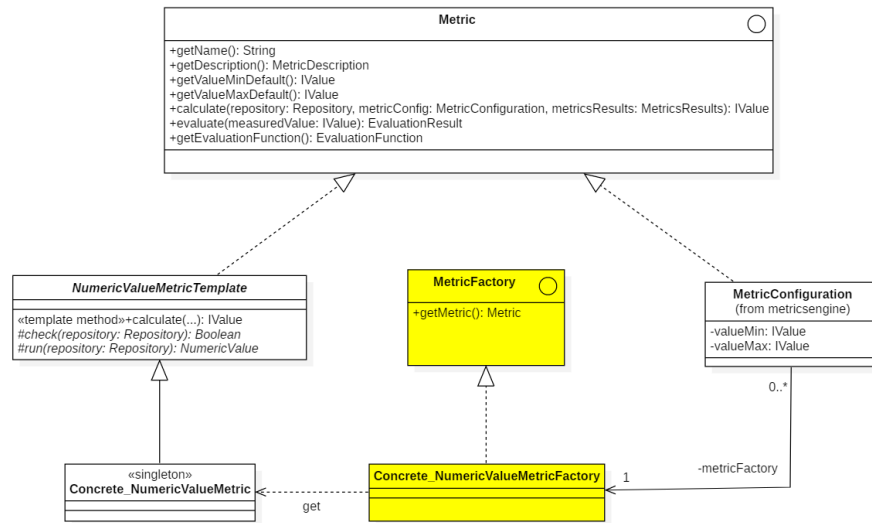 Metric
+getName(): String
+getDescription(): MetricDescription
+getValueMinDefault(): IValue
+getValueMaxDefault(): IValue
+calculate(repository: Repository, metricConfig: MetricConfiguration, metricsResults: MetricsResults): IValue
+evaluate(measuredValue: IValue): EvaluationResult
+getEvaluationFunction(): EvaluationFunction
NumericValueMetricTemplate
«template method»+calculate(...): IValue
#check(repository: Repository): Boolean
#run(repository: Repository): NumericValue
MetricFactory
+getMetric(): Metric
MetricConfiguration
(from metricsengine)
-valueMin: IValue
-valueMax: IValue
0..*
«singleton»
Concrete_NumericValueMetric
get
Concrete_NumericValueMetricFactory
1
-metricFactory